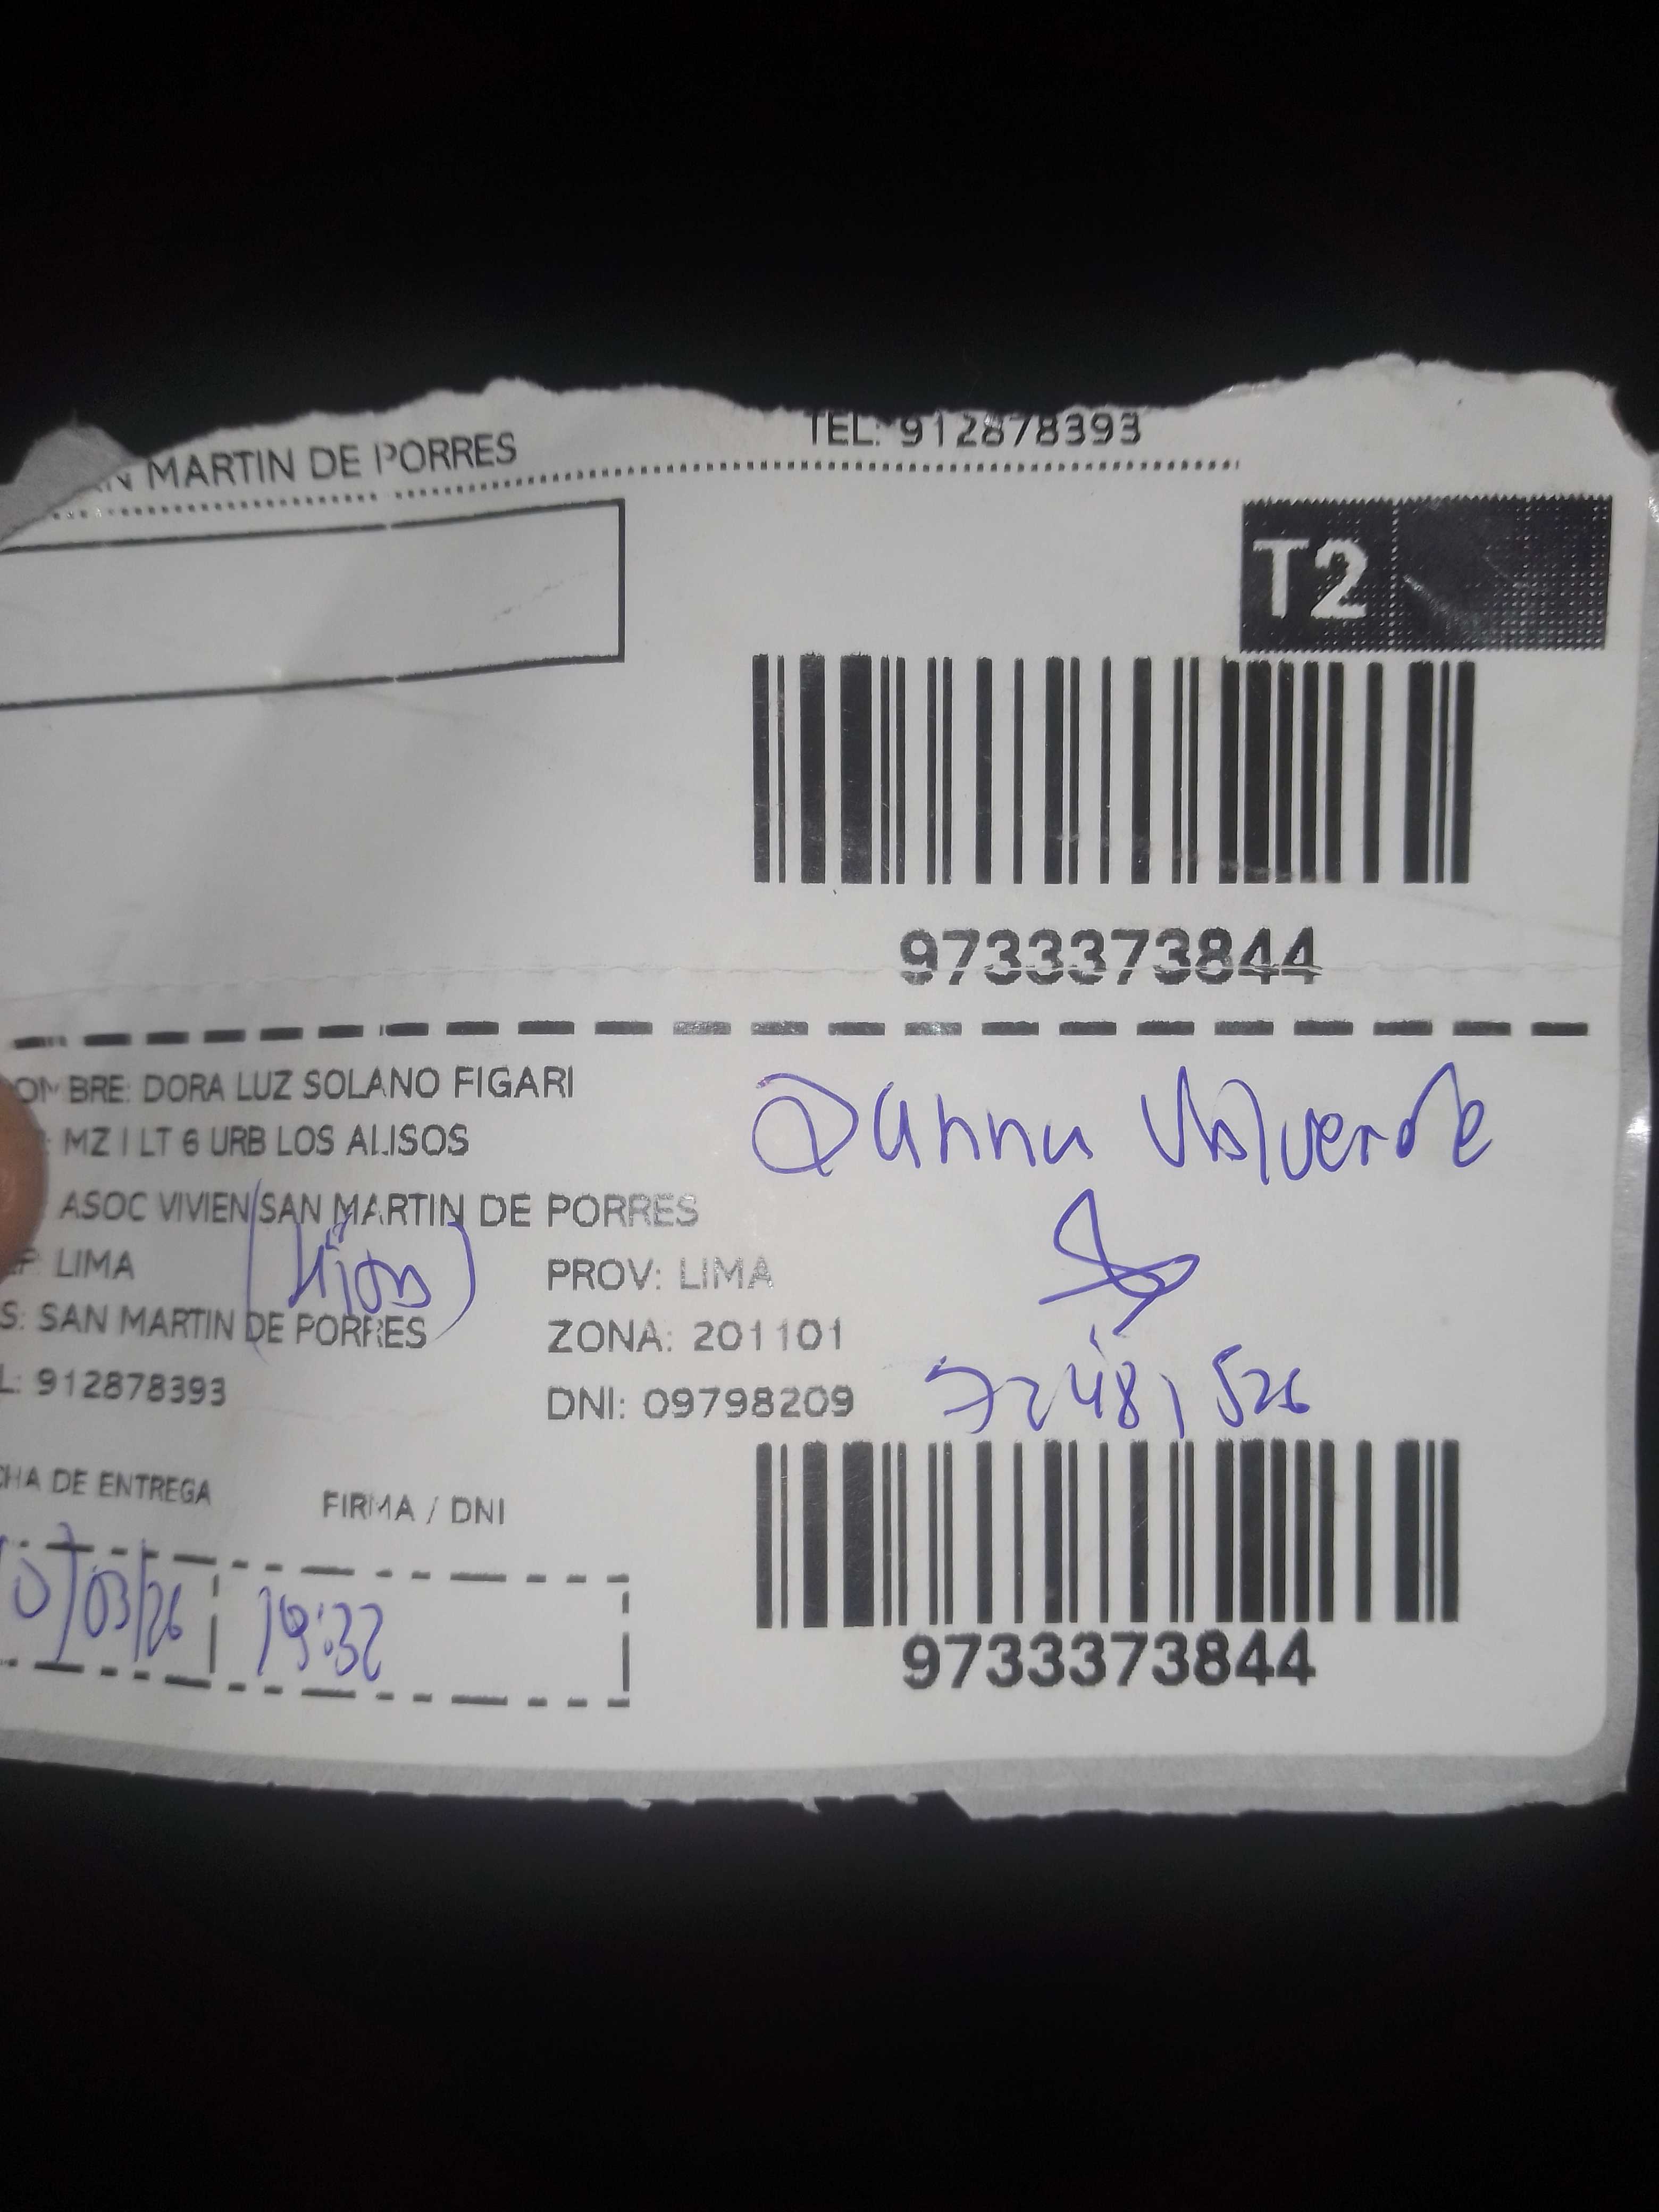 N MARTIN DE PORRES
TEL: 912878393
T2
9733373844
OMBRE: DORA LUZ SOLANO FIGARI
: MZ I LT 6 URB LOS ALISOS
ASOC VIVIEN/SAN MARTIN DE PORRES
LIMA
PROV: LIMA
S: SAN MARTIN DE PORRES
ZONA: 201101
L: 912878393
DNI: 09798209
Valverde
CHA DE ENTREGA
FIRMA / DNI
0/03/26
19:32
9733373844